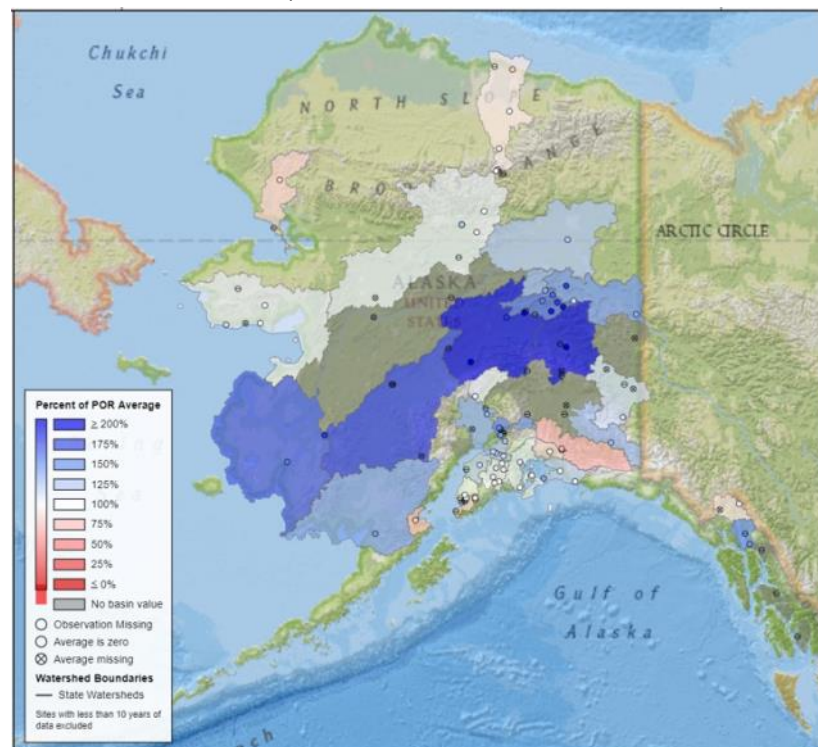 Chukchi
Sea
NORTH SLOPE
BROOKS RANGE
ARCTIC CIRCLE
ALASKA
UNITED
STATES
Percent of POR Average
≥ 200%
175%
150%
125%
100%
75%
50%
25%
≤ 0%
No basin value
Observation Missing
Average is zero
Average missing
Watershed Boundaries
State Watersheds
Sites with less than 10 years of
data excluded
Gulf of
Alaska